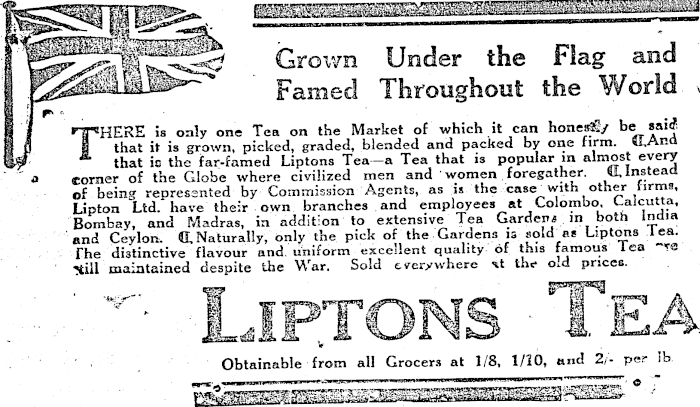 Grown Under the Flag and
Famed Throughout the World
THERE is only one Tea on the Market of which it can honestly be said
that it is grown, picked, graded, blended and packed by one firm. ℂ And
that is the far-famed Liptons Tea—a Tea that is popular in almost every
corner of the Globe where civilized men and women foregather. ℂ Instead
of being represented by Commission Agents, as is the case with other firms,
Lipton Ltd. have their own branches and employees at Colombo, Calcutta,
Bombay, and Madras, in addition to extensive Tea Gardens in both India
and Ceylon. ℂ Naturally, only the pick of the Gardens is sold as Liptons Tea.
The distinctive flavour and uniform excellent quality of this famous Tea are
still maintained despite the War. Sold everywhere at the old prices.
LIPTONS TEA
Obtainable from all Grocers at 1/8, 1/10, and 2/- per lb